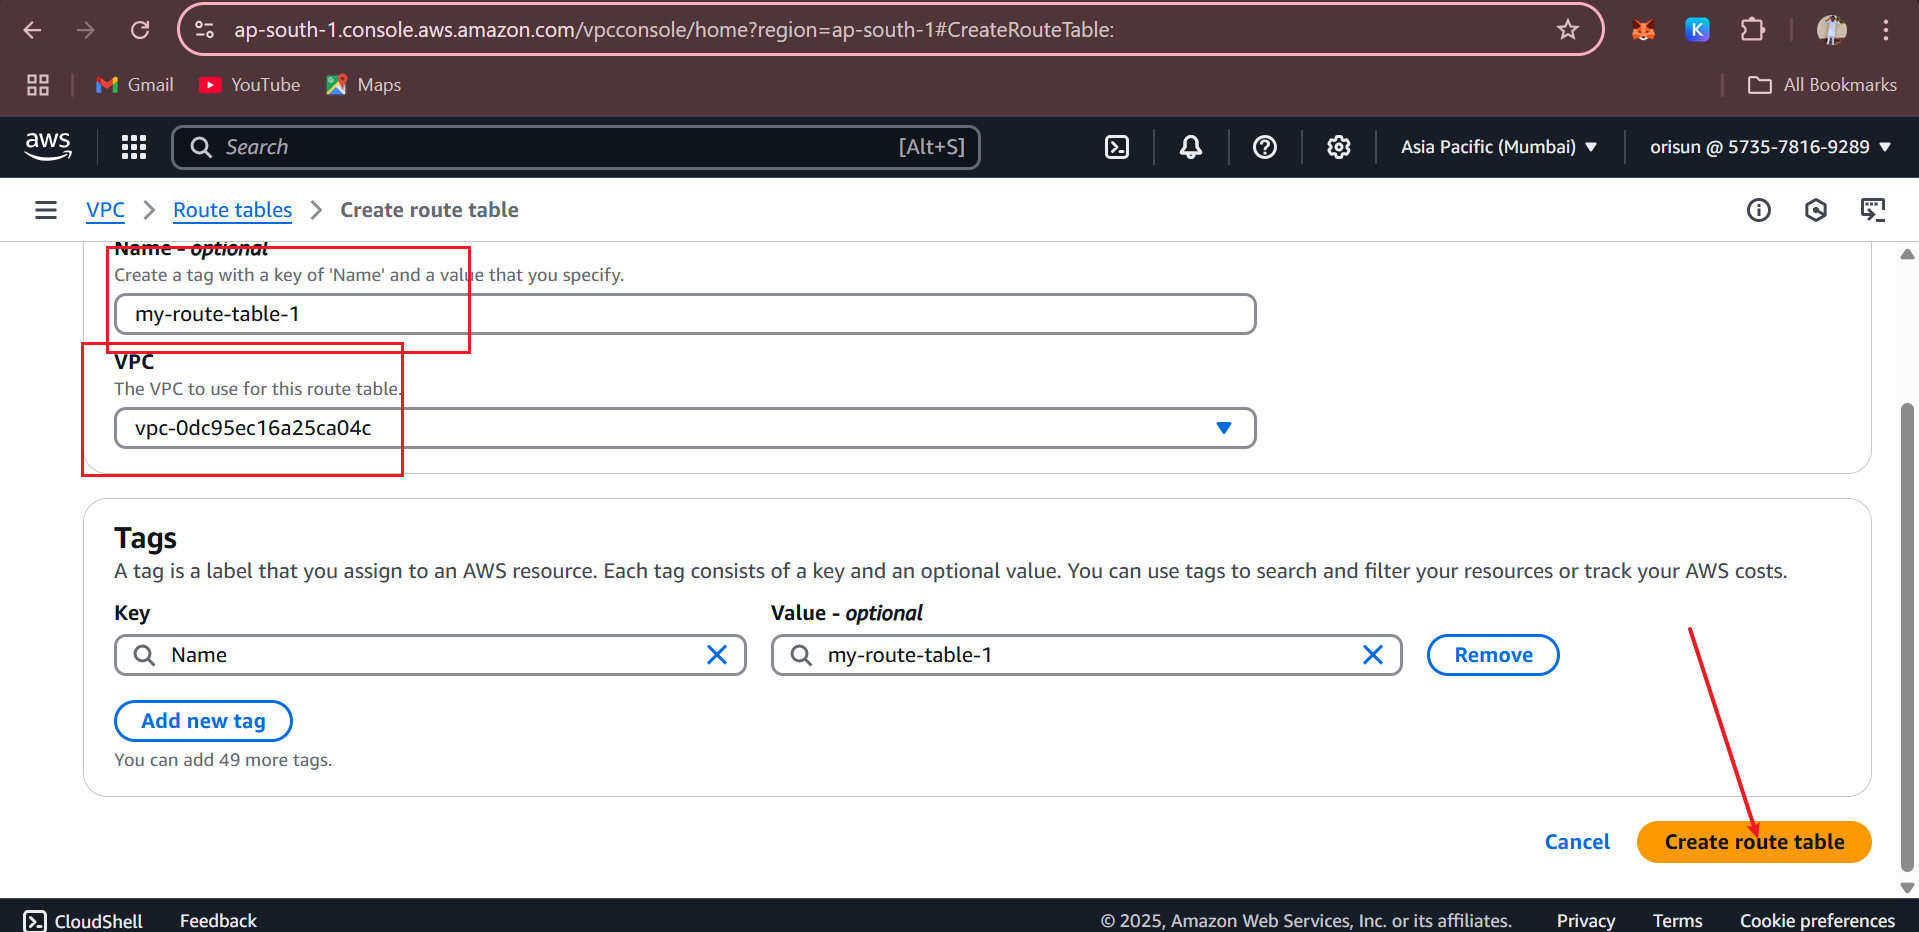 ap-south-1.console.aws.amazon.com/vpcconsole/home?region=ap-south-1#CreateRouteTable:
K
Gmail
YouTube
Maps
All Bookmarks
aws
Search
[Alt+S]
Asia Pacific (Mumbai)
orisun @ 5735-7816-9289
VPC
Route tables
Create route table
Name - optional
Create a tag with a key of 'Name' and a value that you specify.
my-route-table-1
VPC
The VPC to use for this route table.
vpc-0dc95ec16a25ca04c
Tags
A tag is a label that you assign to an AWS resource. Each tag consists of a key and an optional value. You can use tags to search and filter your resources or track your AWS costs.
Key
Value - optional
Name
my-route-table-1
Remove
Add new tag
You can add 49 more tags.
Cancel
Create route table
CloudShell
Feedback
© 2025, Amazon Web Services, Inc. or its affiliates.
Privacy
Terms
Cookie preferences